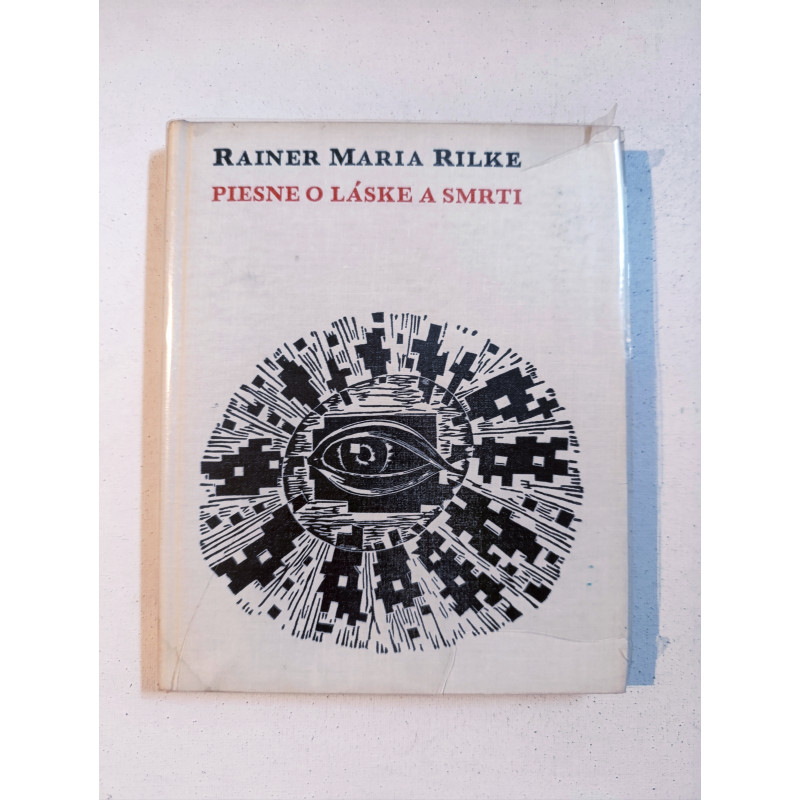 RAINER MARIA RILKE
PIESNE O LÁSKE A SMRTI